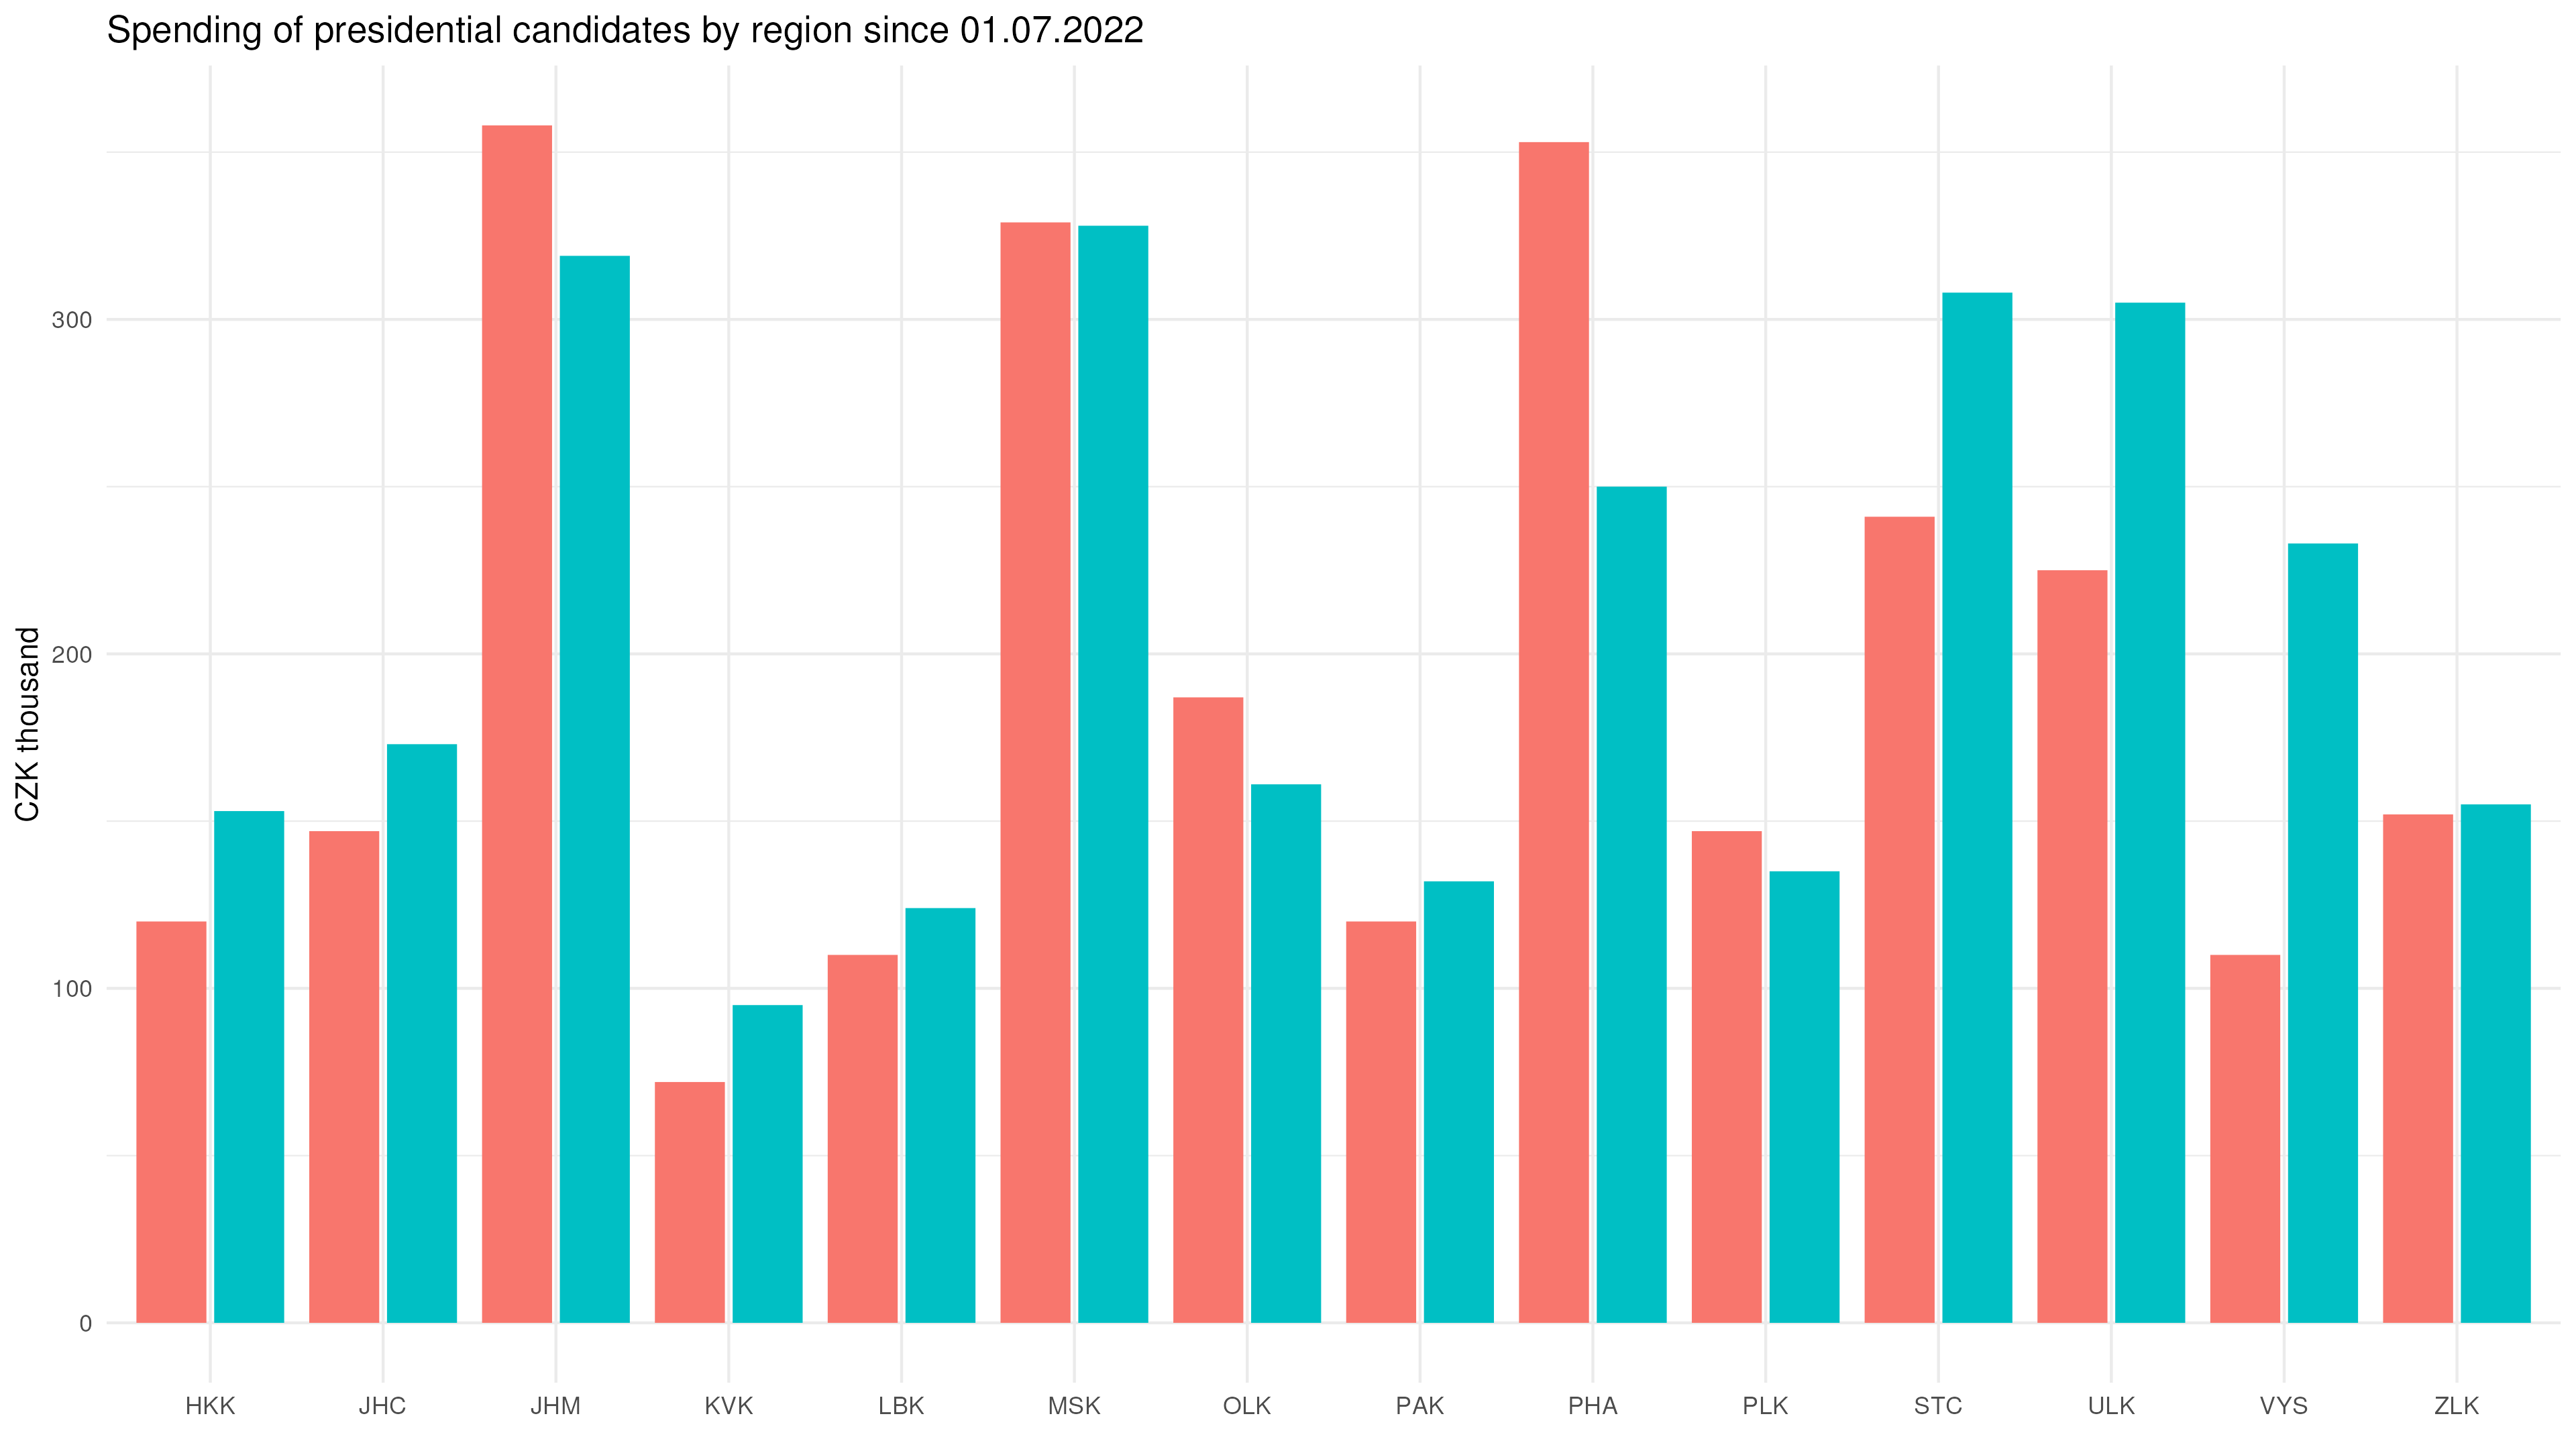 Spending of presidential candidates by region since 01.07.2022
CZK thousand
300
200
100
0
HKK JHC JHM KVK LBK MSK OLK PAK PHA PLK STC ULK VYS ZLK